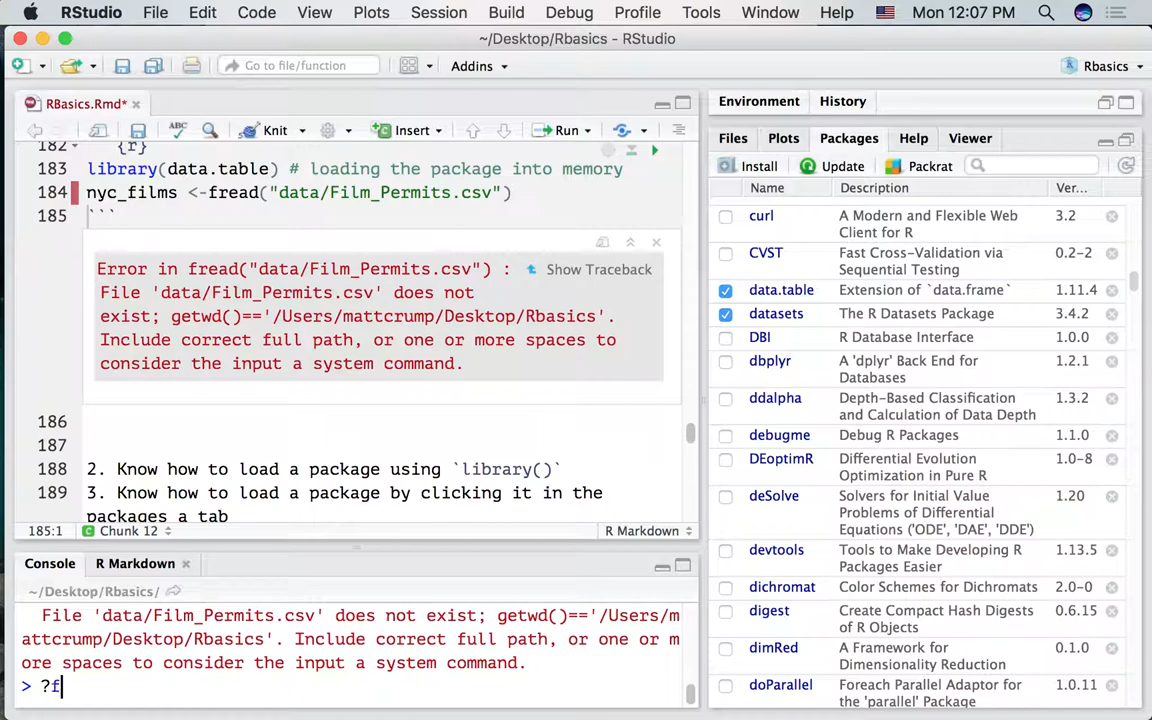 RStudio File Edit Code View Plots Session Build Debug Profile Tools Window Help Mon 12:07 PM
~/Desktop/Rbasics - RStudio
Go to file/function Addins Rbasics
RBasics.Rmd*
ABC Knit Insert Run
182 {r}
183 library(data.table) # loading the package into memory
184 nyc_films <-fread("data/Film_Permits.csv")
185 ```
Error in fread("data/Film_Permits.csv") : Show Traceback
File 'data/Film_Permits.csv' does not
exist; getwd()=='/Users/mattcrump/Desktop/Rbasics'.
Include correct full path, or one or more spaces to
consider the input a system command.
186
187
188 2. Know how to load a package using `library()`
189 3. Know how to load a package by clicking it in the
packages a tab
185:1 C Chunk 12 R Markdown
Console R Markdown
~/Desktop/Rbasics/
File 'data/Film_Permits.csv' does not exist; getwd()=='/Users/m
attcrump/Desktop/Rbasics'. Include correct full path, or one or m
ore spaces to consider the input a system command.
> ?f
Environment History
Files Plots Packages Help Viewer
Install Update Packrat
Name Description Ver...
curl A Modern and Flexible Web 3.2
Client for R
CVST Fast Cross-Validation via 0.2-2
Sequential Testing
data.table Extension of `data.frame` 1.11.4
datasets The R Datasets Package 3.4.2
DBI R Database Interface 1.0.0
dbplyr A 'dplyr' Back End for 1.2.1
Databases
ddalpha Depth-Based Classification 1.3.2
and Calculation of Data Depth
debugme Debug R Packages 1.1.0
DEoptimR Differential Evolution 1.0-8
Optimization in Pure R
deSolve Solvers for Initial Value 1.20
Problems of Differential
Equations ('ODE', 'DAE', 'DDE')
devtools Tools to Make Developing R 1.13.5
Packages Easier
dichromat Color Schemes for Dichromats 2.0-0
digest Create Compact Hash Digests 0.6.15
of R Objects
dimRed A Framework for 0.1.0
Dimensionality Reduction
doParallel Foreach Parallel Adaptor for 1.0.11
the 'parallel' Package